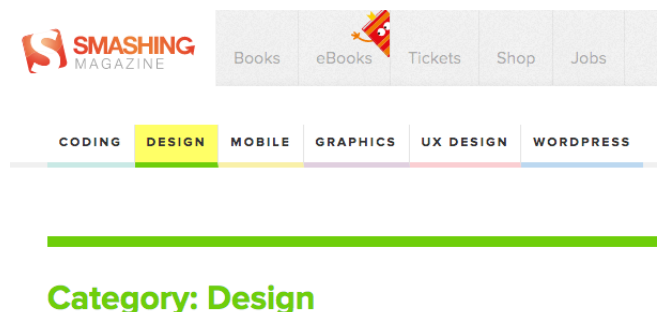 SMASHING
MAGAZINE
Books eBooks Tickets Shop Jobs
CODING DESIGN MOBILE GRAPHICS UX DESIGN WORDPRESS
Category: Design